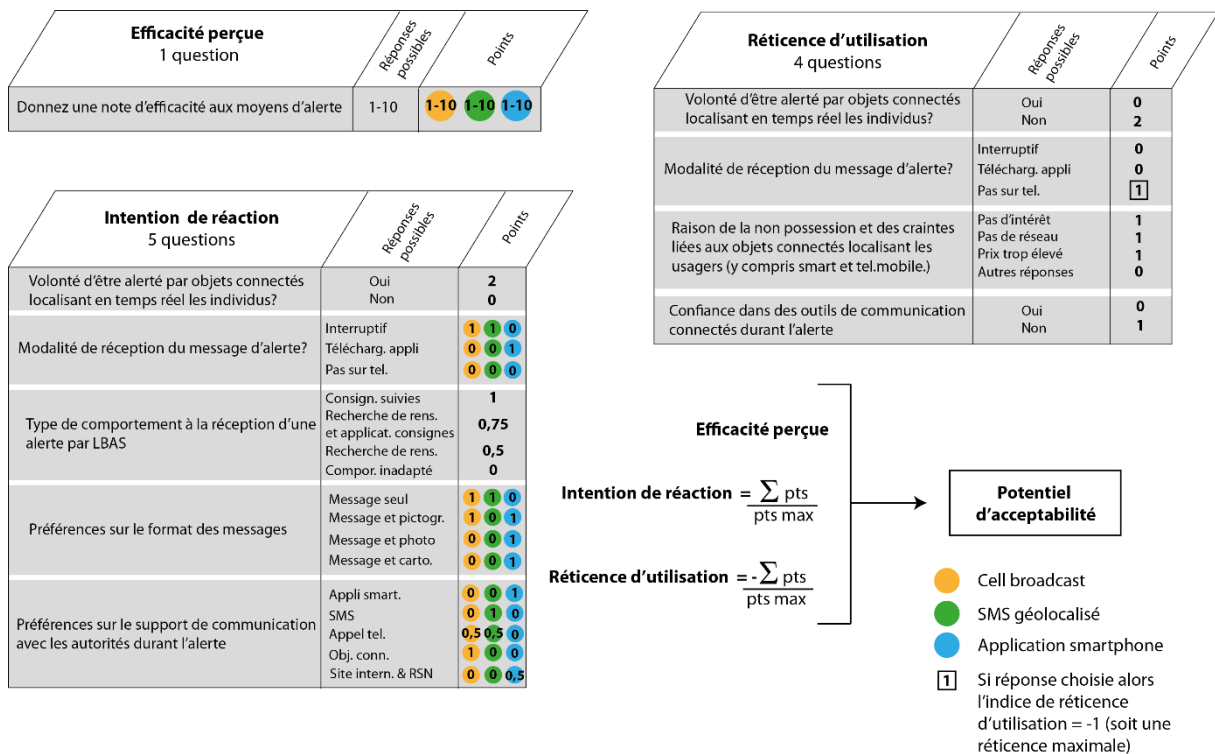 Efficacité perçue
1 question
Réponses
possibles
Points
Donnez une note d'efficacité aux moyens d'alerte 1-10 1-10 1-10 1-10
Intention de réaction
5 questions
Réponses
possibles
Points
Volonté d'être alerté par objets connectés
localisant en temps réel les individus?
Oui 2
Non 0
Modalité de réception du message d'alerte?
Interruptif 1 1 0
Télécharg. appli 0 0 1
Pas sur tel. 0 0 0
Type de comportement à la réception d'une
alerte par LBAS
Consign. suivies 1
Recherche de rens.
et applicat. consignes 0,75
Recherche de rens. 0,5
Compor. inadapté 0
Préférences sur le format des messages
Message seul 1 1 0
Message et pictogr. 1 0 1
Message et photo 0 0 1
Message et carto. 0 0 1
Préférences sur le support de communication
avec les autorités durant l'alerte
Appli smart. 0 0 1
SMS 0 1 0
Appel tel. 0,5 0,5 0
Obj. conn. 1 0 0
Site intern. & RSN 0 0 0,5
Réticence d'utilisation
4 questions
Réponses
possibles
Points
Volonté d'être alerté par objets connectés
localisant en temps réel les individus?
Oui 0
Non 2
Modalité de réception du message d'alerte?
Interruptif 0
Télécharg. appli 0
Pas sur tel. 1
Raison de la non possession et des craintes
liées aux objets connectés localisant les
usagers (y compris smart et tel.mobile.)
Pas d'intérêt 1
Pas de réseau 1
Prix trop élevé 1
Autres réponses 0
Confiance dans des outils de communication
connectés durant l'alerte
Oui 0
Non 1
Efficacité perçue
Intention de réaction = ∑ pts
pts max
Réticence d'utilisation = -∑ pts
pts max
Potentiel
d'acceptabilité
Cell broadcast
SMS géolocalisé
Application smartphone
1 Si réponse choisie alors
l'indice de réticence
d'utilisation = -1 (soit une
réticence maximale)